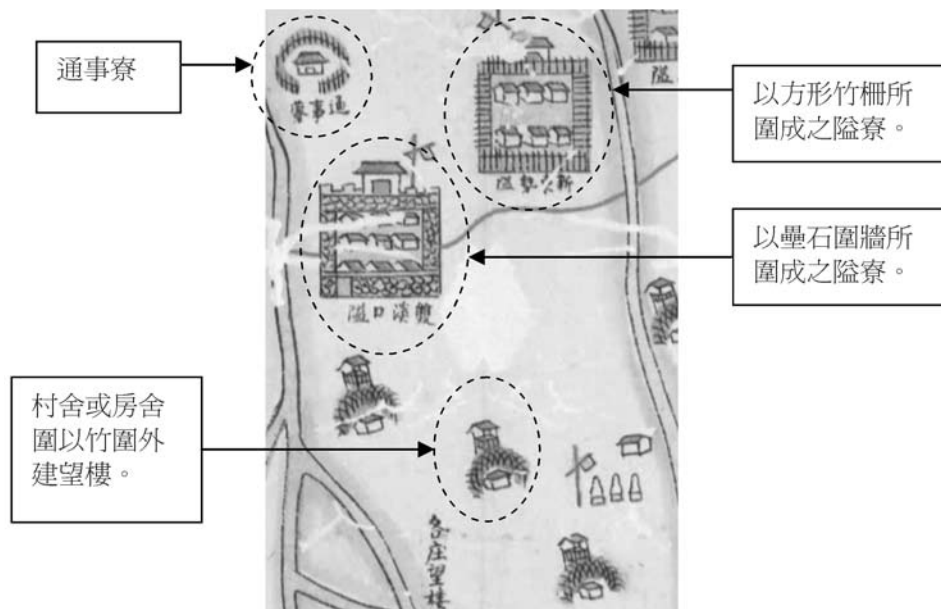 通事寮
以方形竹柵所
圍成之隘寮。
以壘石圍牆所
圍成之隘寮。
村舍或房舍
圍以竹圍外
建望樓。
通事寮
隘
新 勢隘
雙溪口隘
各庄望樓